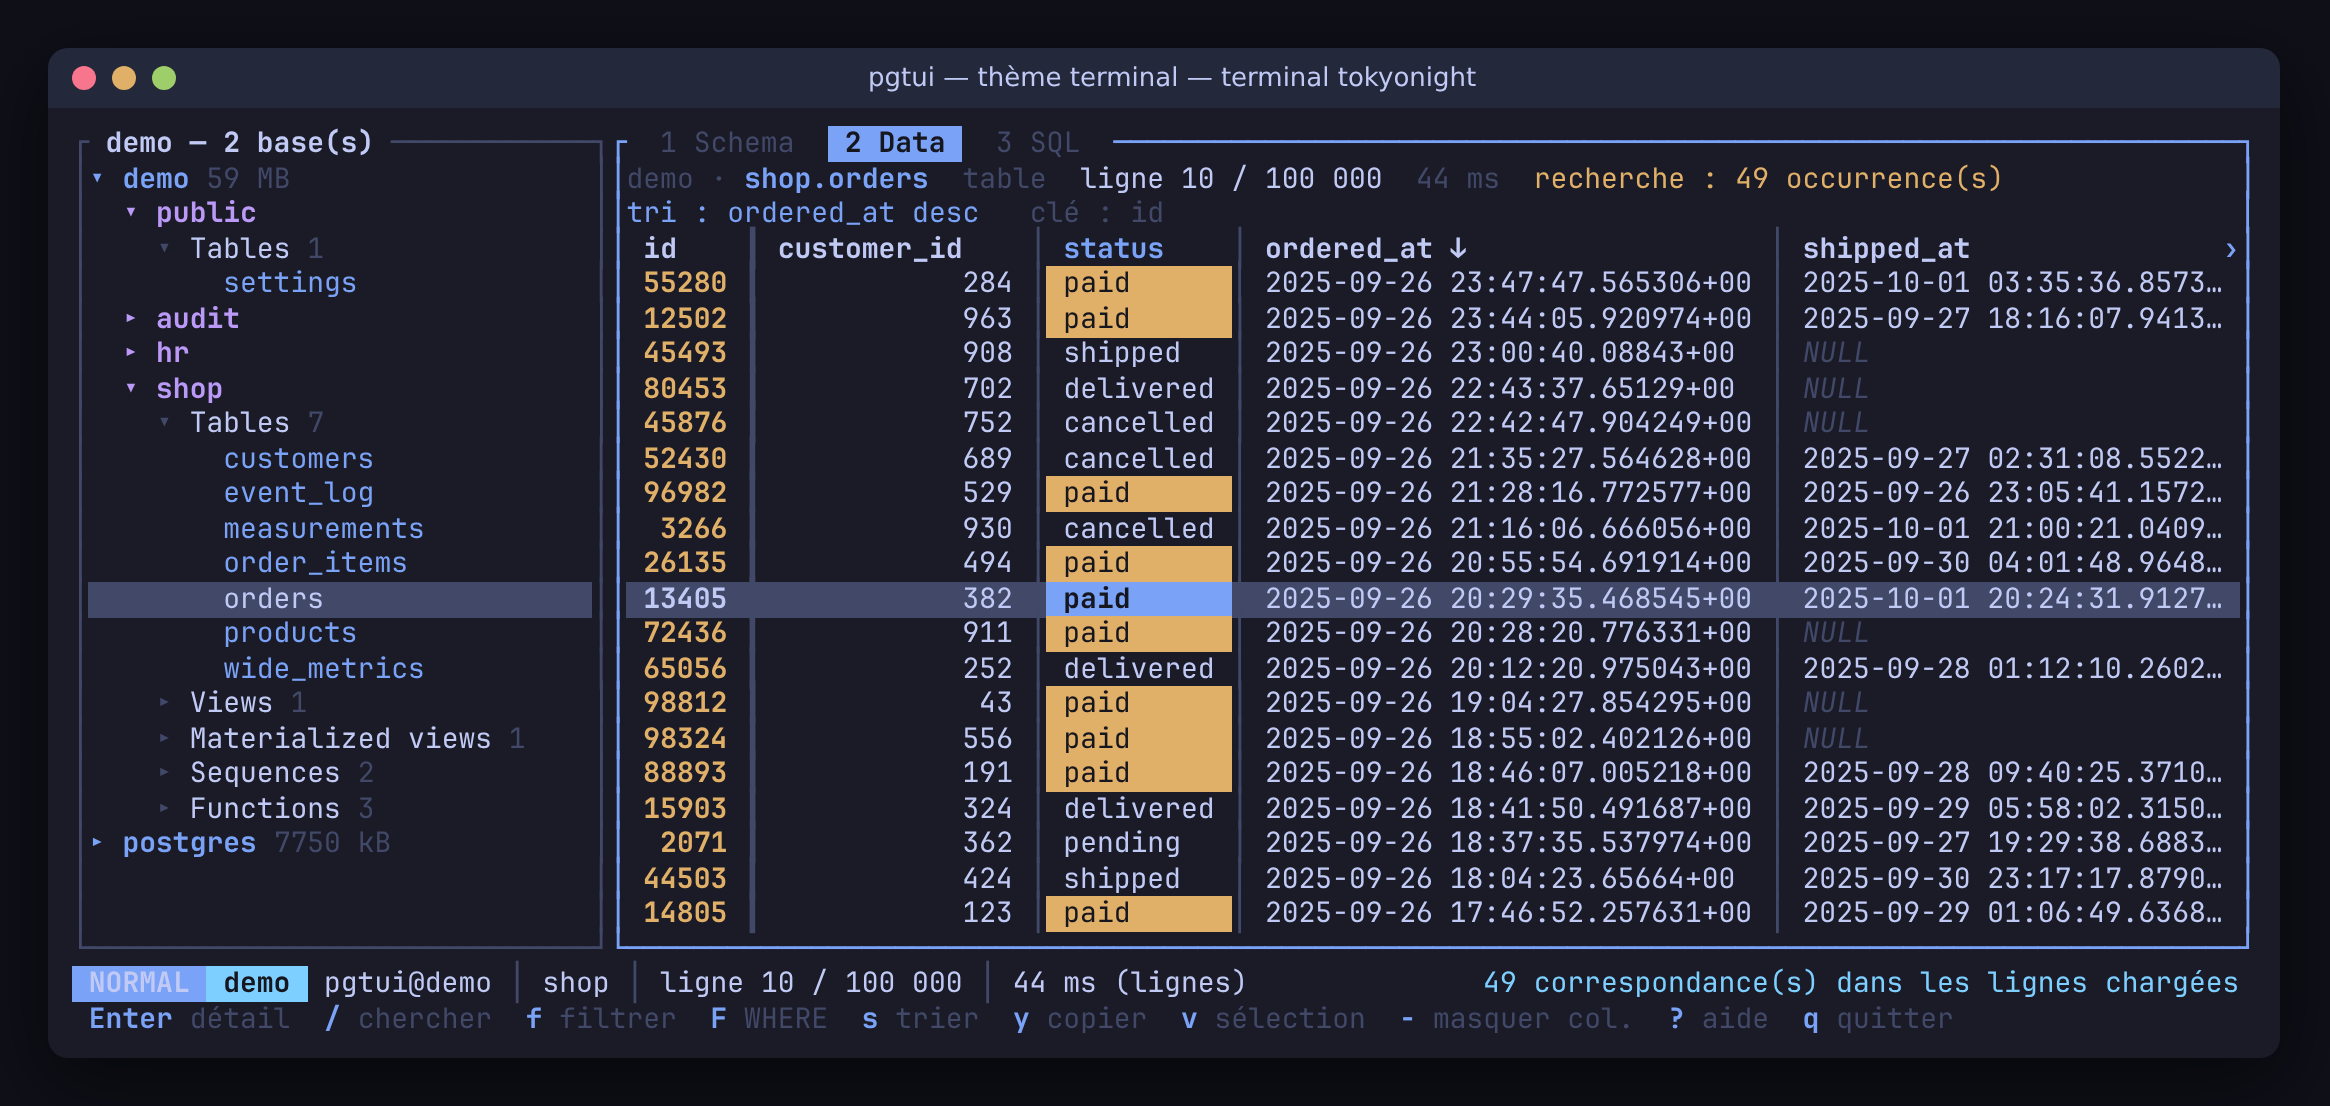 pgtui — thème terminal — terminal tokyonight
demo — 2 base(s)
▾ demo 59 MB
▾ public
▾ Tables 1
settings
▸ audit
▸ hr
▾ shop
▾ Tables 7
customers
event_log
measurements
order_items
orders
products
wide_metrics
▸ Views 1
▸ Materialized views 1
▸ Sequences 2
▸ Functions 3
▸ postgres 7750 kB
1 Schema 2 Data 3 SQL
demo · shop.orders table ligne 10 / 100 000 44 ms recherche : 49 occurrence(s)
tri : ordered_at desc clé : id
id customer_id status ordered_at ↓ shipped_at ›
55280 284 paid 2025-09-26 23:47:47.565306+00 2025-10-01 03:35:36.8573…
12502 963 paid 2025-09-26 23:44:05.920974+00 2025-09-27 18:16:07.9413…
45493 908 shipped 2025-09-26 23:00:40.08843+00 NULL
80453 702 delivered 2025-09-26 22:43:37.65129+00 NULL
45876 752 cancelled 2025-09-26 22:42:47.904249+00 NULL
52430 689 cancelled 2025-09-26 21:35:27.564628+00 2025-09-27 02:31:08.5522…
96982 529 paid 2025-09-26 21:28:16.772577+00 2025-09-26 23:05:41.1572…
3266 930 cancelled 2025-09-26 21:16:06.666056+00 2025-10-01 21:00:21.0409…
26135 494 paid 2025-09-26 20:55:54.691914+00 2025-09-30 04:01:48.9648…
13405 382 paid 2025-09-26 20:29:35.468545+00 2025-10-01 20:24:31.9127…
72436 911 paid 2025-09-26 20:28:20.776331+00 NULL
65056 252 delivered 2025-09-26 20:12:20.975043+00 2025-09-28 01:12:10.2602…
98812 43 paid 2025-09-26 19:04:27.854295+00 NULL
98324 556 paid 2025-09-26 18:55:02.402126+00 NULL
88893 191 paid 2025-09-26 18:46:07.005218+00 2025-09-28 09:40:25.3710…
15903 324 delivered 2025-09-26 18:41:50.491687+00 2025-09-29 05:58:02.3150…
2071 362 pending 2025-09-26 18:37:35.537974+00 2025-09-27 19:29:38.6883…
44503 424 shipped 2025-09-26 18:04:23.65664+00 2025-09-30 23:17:17.8790…
14805 123 paid 2025-09-26 17:46:52.257631+00 2025-09-29 01:06:49.6368…
NORMAL demo pgtui@demo │ shop │ ligne 10 / 100 000 │ 44 ms (lignes) 49 correspondance(s) dans les lignes chargées
Enter détail / chercher f filtrer F WHERE s trier y copier v sélection - masquer col. ? aide q quitter